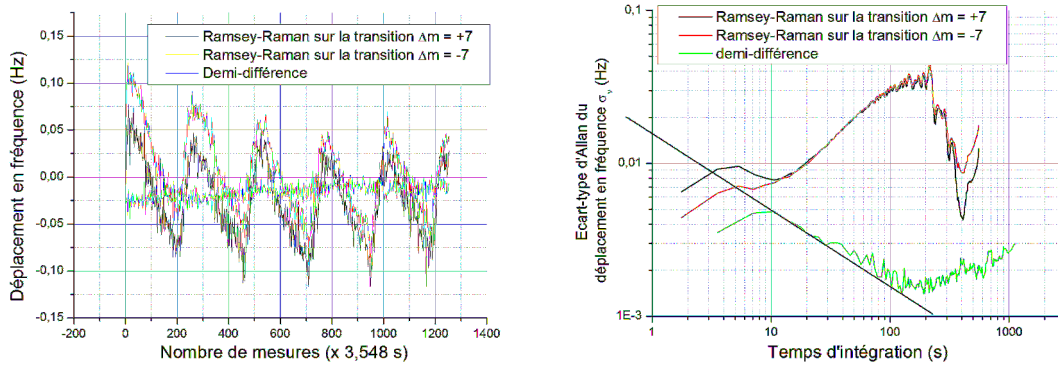 Ramsey-Raman sur la transition Δm = +7
Ramsey-Raman sur la transition Δm = -7
Demi-différence
Déplacement en fréquence (Hz)
0,15
0,10
0,05
0,00
-0,05
-0,10
0,15
-200 0 200 400 600 800 1000 1200 1400
Nombre de mesures (x 3,548 s)
Ramsey-Raman sur la transition Δm = +7
Ramsey-Raman sur la transition Δm = -7
demi-différence
Ecart-type d'Allan du
déplacement en fréquence σν (Hz)
0,1
0,01
1E-3
1 10 100 1000
Temps d'intégration (s)